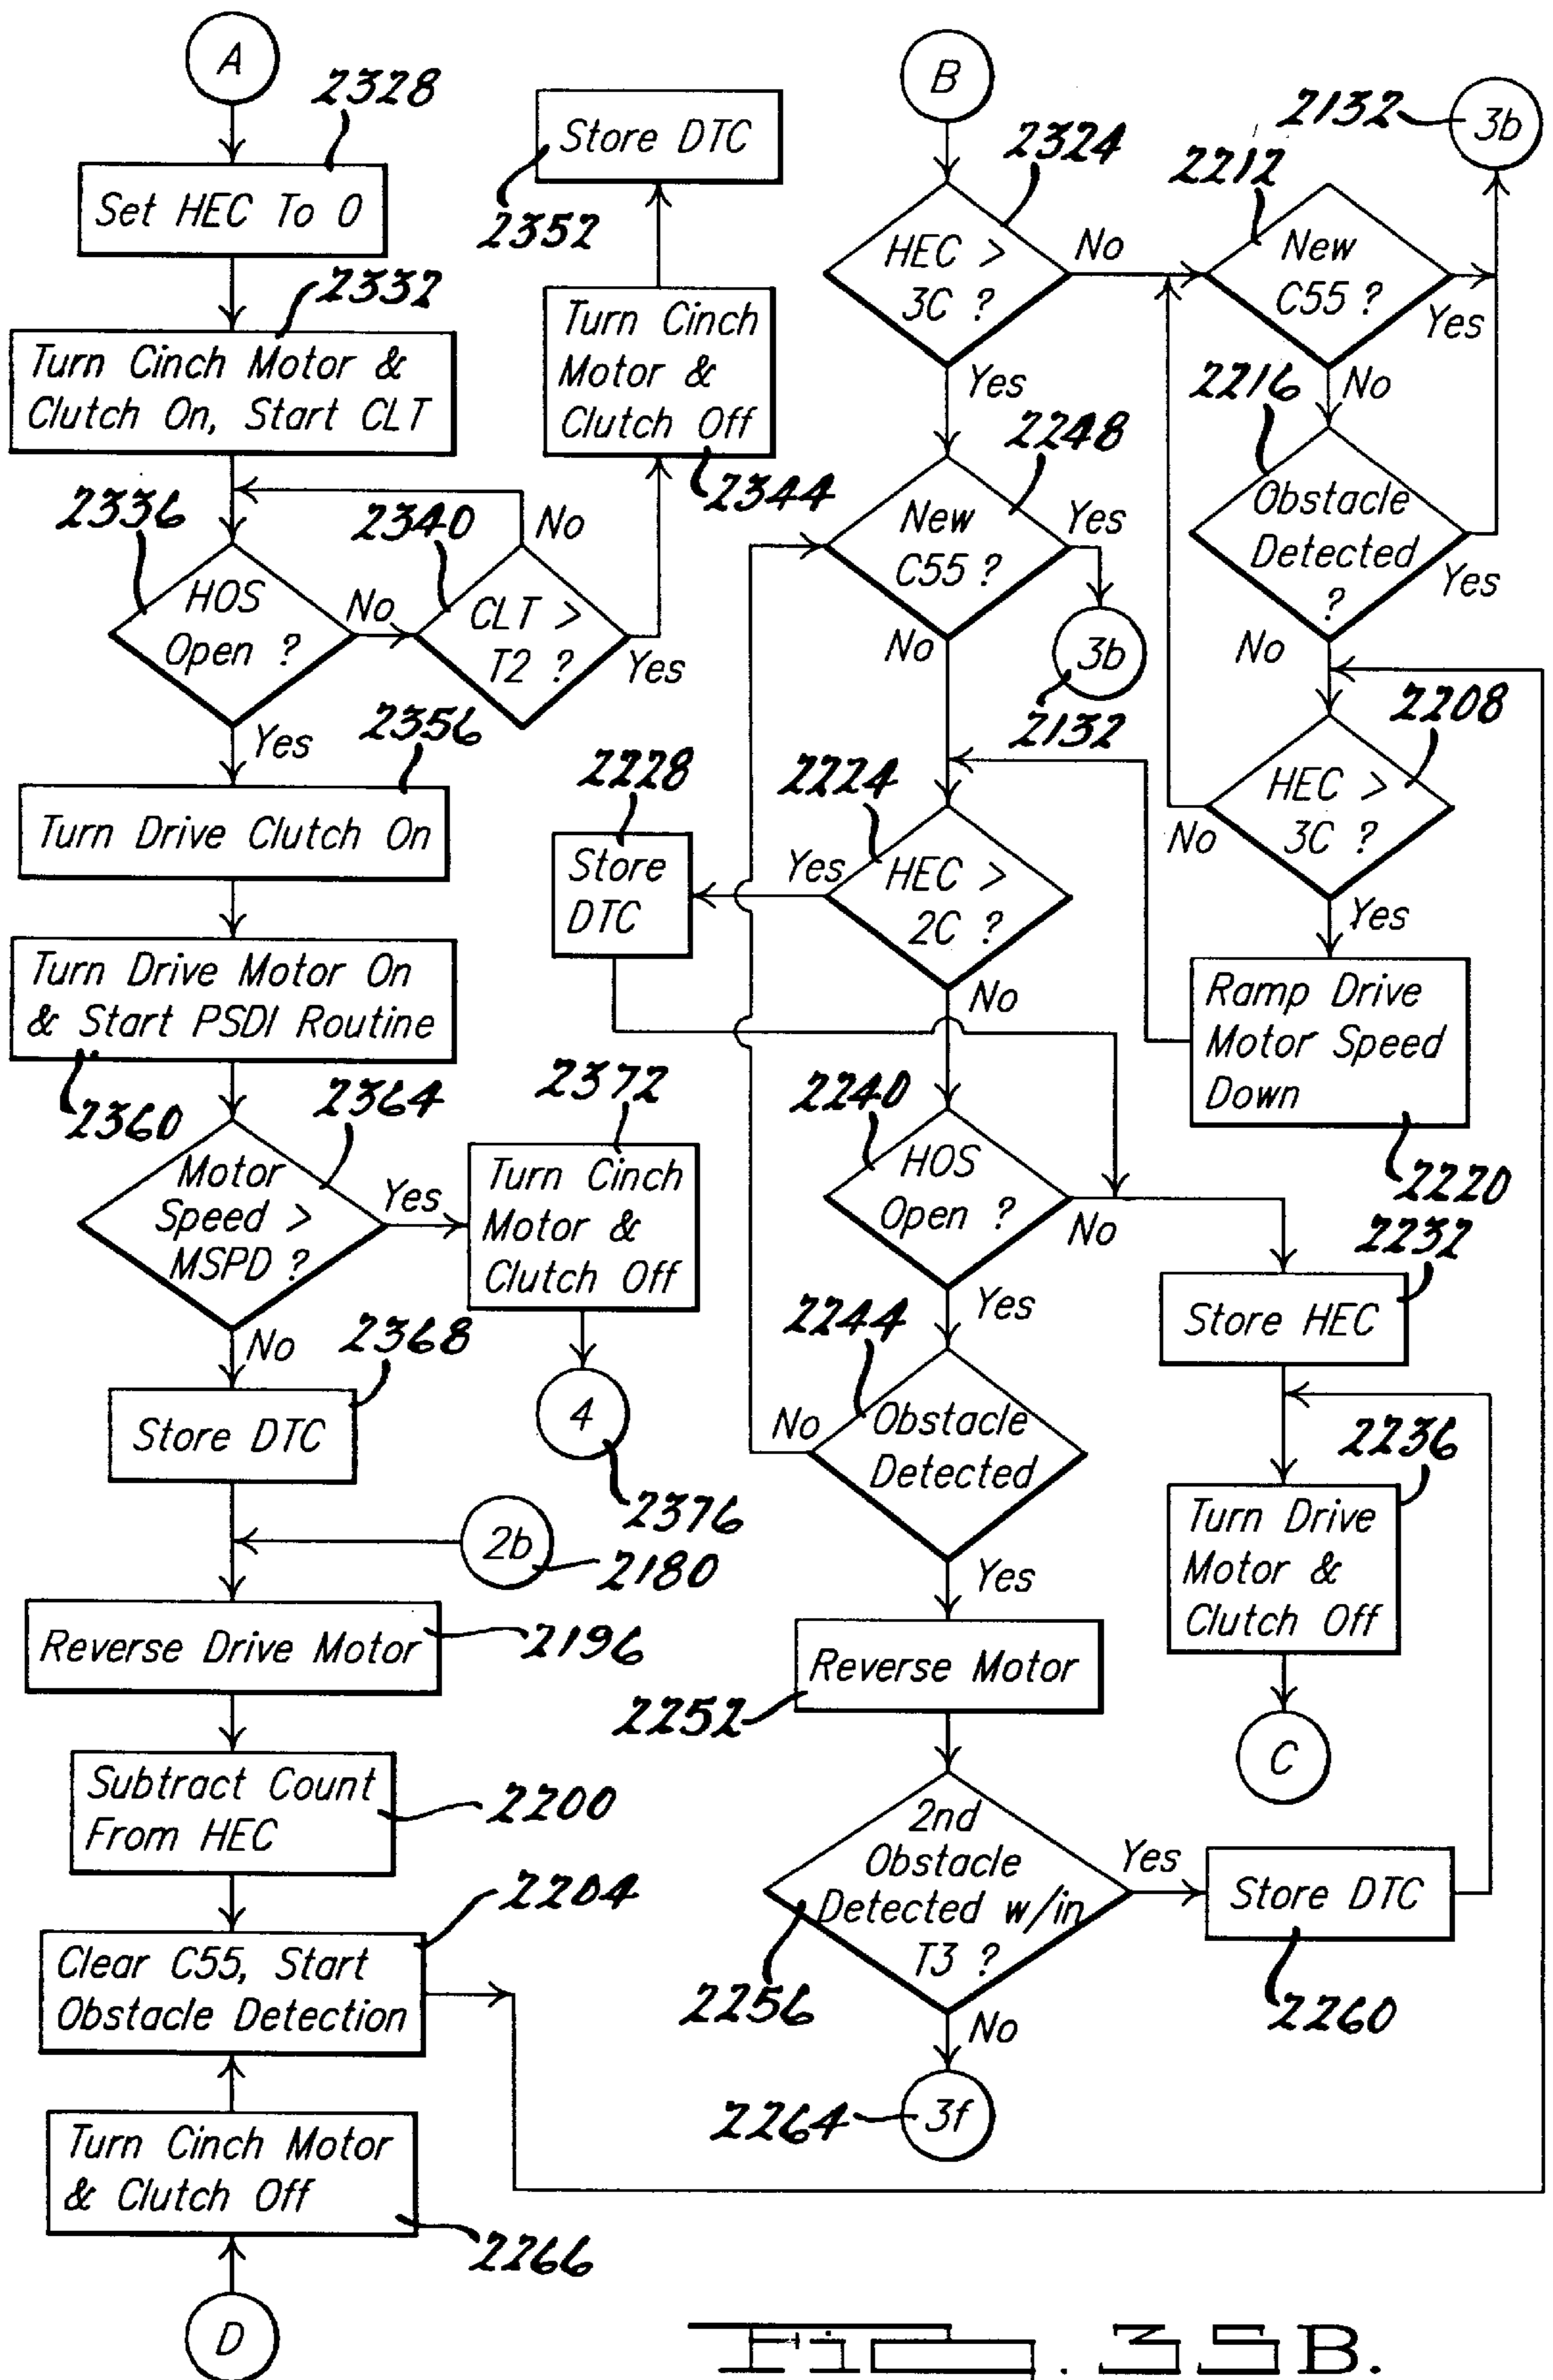 A
2328
Set HEC To 0
2332
Turn Cinch Motor &
Clutch On, Start CLT
2336
HOS
Open ?
No
2340
CLT >
T2 ?
No
Yes
Turn Cinch
Motor &
Clutch Off
2344
Store DTC
2352
Yes
2356
Turn Drive Clutch On
Turn Drive Motor On
& Start PSDI Routine
2360
2364
Motor
Speed >
MSPD ?
Yes
2372
Turn Cinch
Motor &
Clutch Off
4
2376
No
2368
Store DTC
2b
2180
Reverse Drive Motor
2196
Subtract Count
From HEC
2200
2204
Clear C55, Start
Obstacle Detection
Turn Cinch Motor
& Clutch Off
2266
D
B
2324
HEC >
3C ?
No
Yes
2248
New
C55 ?
Yes
3b
2132
No
2224
HEC >
2C ?
Yes
2228
Store
DTC
No
2240
HOS
Open ?
No
Yes
2244
Obstacle
Detected
No
Yes
Reverse Motor
2252
2nd
Obstacle
Detected w/in
T3 ?
2256
Yes
Store DTC
2260
No
2264
3f
2132
3b
2212
New
C55 ?
Yes
No
2216
Obstacle
Detected
?
Yes
No
2208
HEC >
3C ?
No
Yes
Ramp Drive
Motor Speed
Down
2220
2232
Store HEC
2236
Turn Drive
Motor &
Clutch Off
C
FIG. 35B.